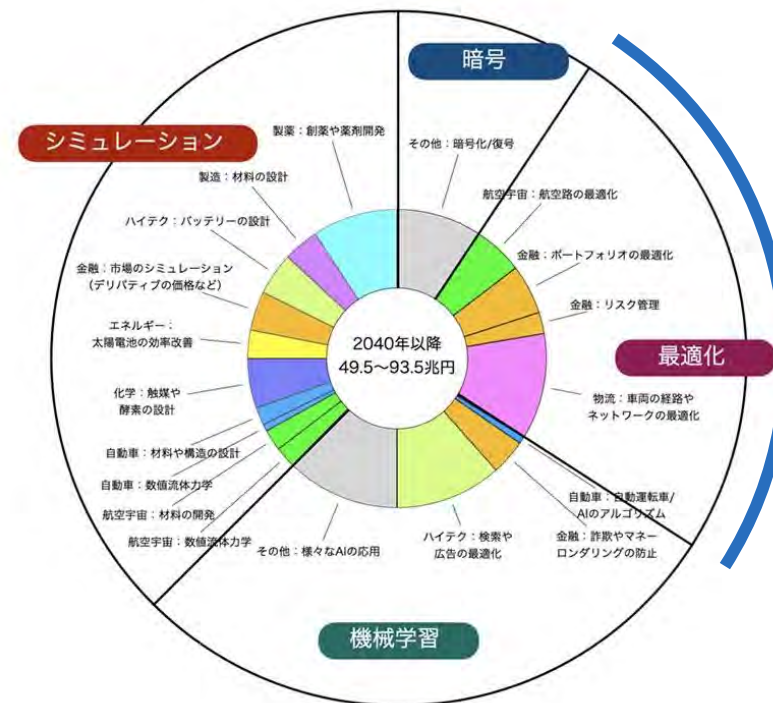 暗号
シミュレーション
製薬：創薬や薬剤開発
その他：暗号化/復号
製造：材料の設計
航空宇宙：航空路の最適化
ハイテク：バッテリーの設計
金融：ポートフォリオの最適化
金融：市場のシミュレーション
（デリバティブの価格など）
金融：リスク管理
エネルギー：
太陽電池の効率改善
2040年以降
49.5〜93.5兆円
最適化
化学：触媒や
酵素の設計
物流：車両の経路や
ネットワークの最適化
自動車：材料や構造の設計
自動車：数値流体力学
自動車：自動運転車/
AIのアルゴリズム
航空宇宙：材料の開発
航空宇宙：数値流体力学
その他：様々なAIの応用
ハイテク：検索や
広告の最適化
金融：詐欺やマネー
ロンダリングの防止
機械学習